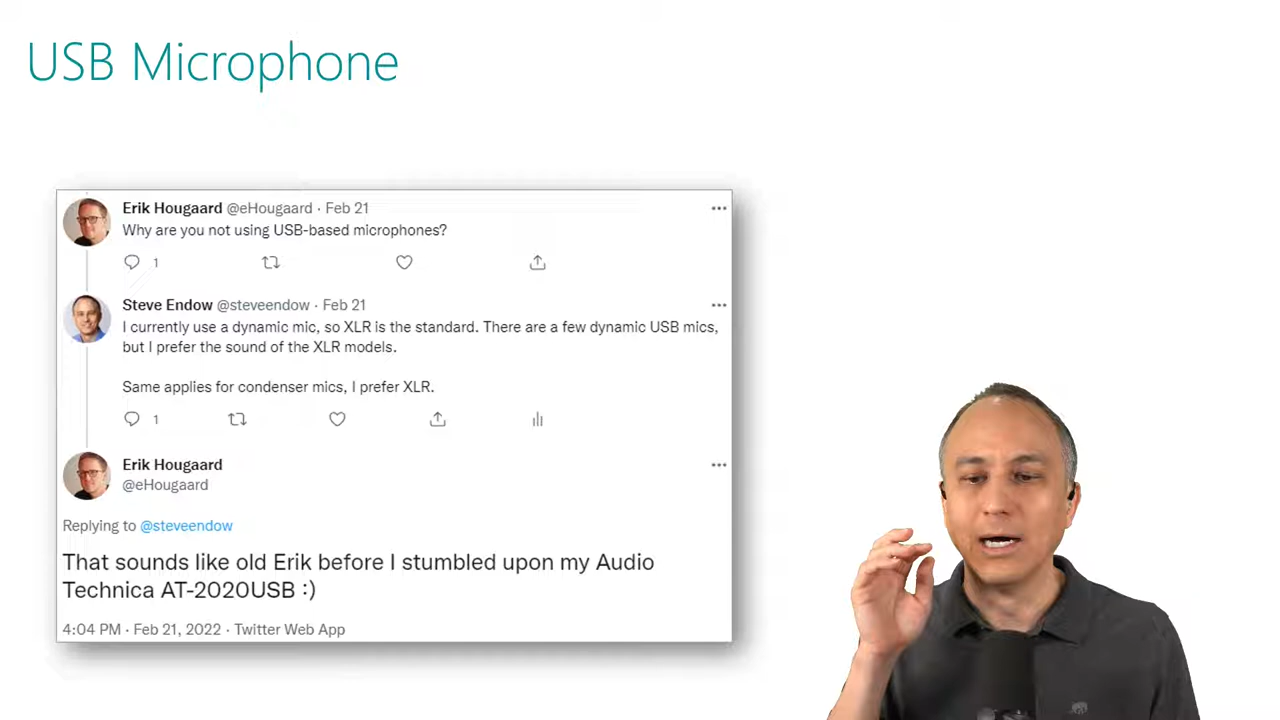 USB Microphone
Erik Hougaard @eHougaard · Feb 21
Why are you not using USB-based microphones?
1
Steve Endow @steveendow · Feb 21
I currently use a dynamic mic, so XLR is the standard. There are a few dynamic USB mics,
but I prefer the sound of the XLR models.
Same applies for condenser mics, I prefer XLR.
1
Erik Hougaard
@eHougaard
Replying to @steveendow
That sounds like old Erik before I stumbled upon my Audio
Technica AT-2020USB :)
4:04 PM · Feb 21, 2022 · Twitter Web App